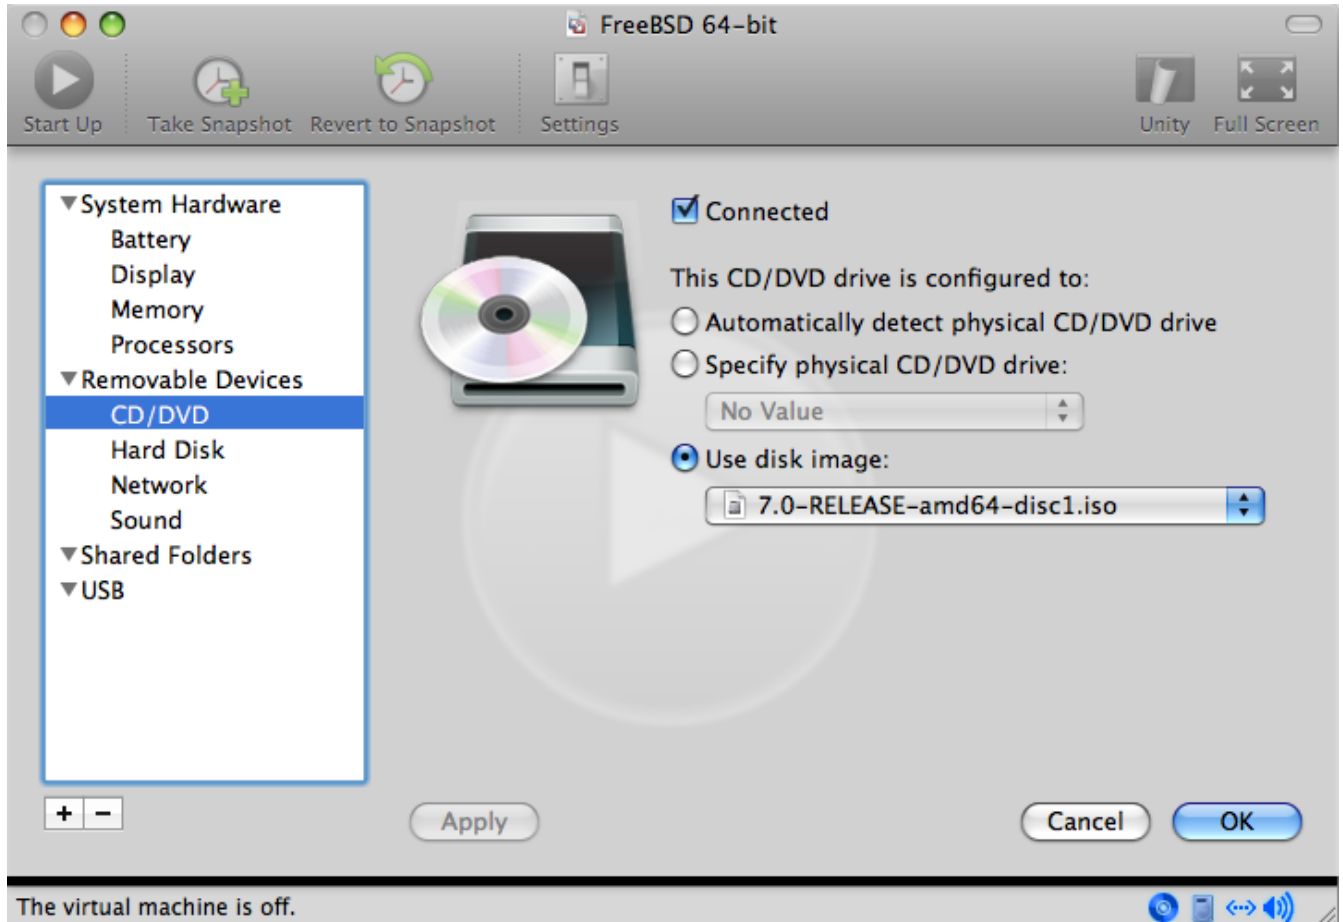 FreeBSD 64-bit
Start Up
Take Snapshot
Revert to Snapshot
Settings
Unity
Full Screen
System Hardware
Battery
Display
Memory
Processors
Removable Devices
CD/DVD
Hard Disk
Network
Sound
Shared Folders
USB
Connected
This CD/DVD drive is configured to:
Automatically detect physical CD/DVD drive
Specify physical CD/DVD drive:
No Value
Use disk image:
7.0-RELEASE-amd64-disc1.iso
+ −
Apply
Cancel
OK
The virtual machine is off.